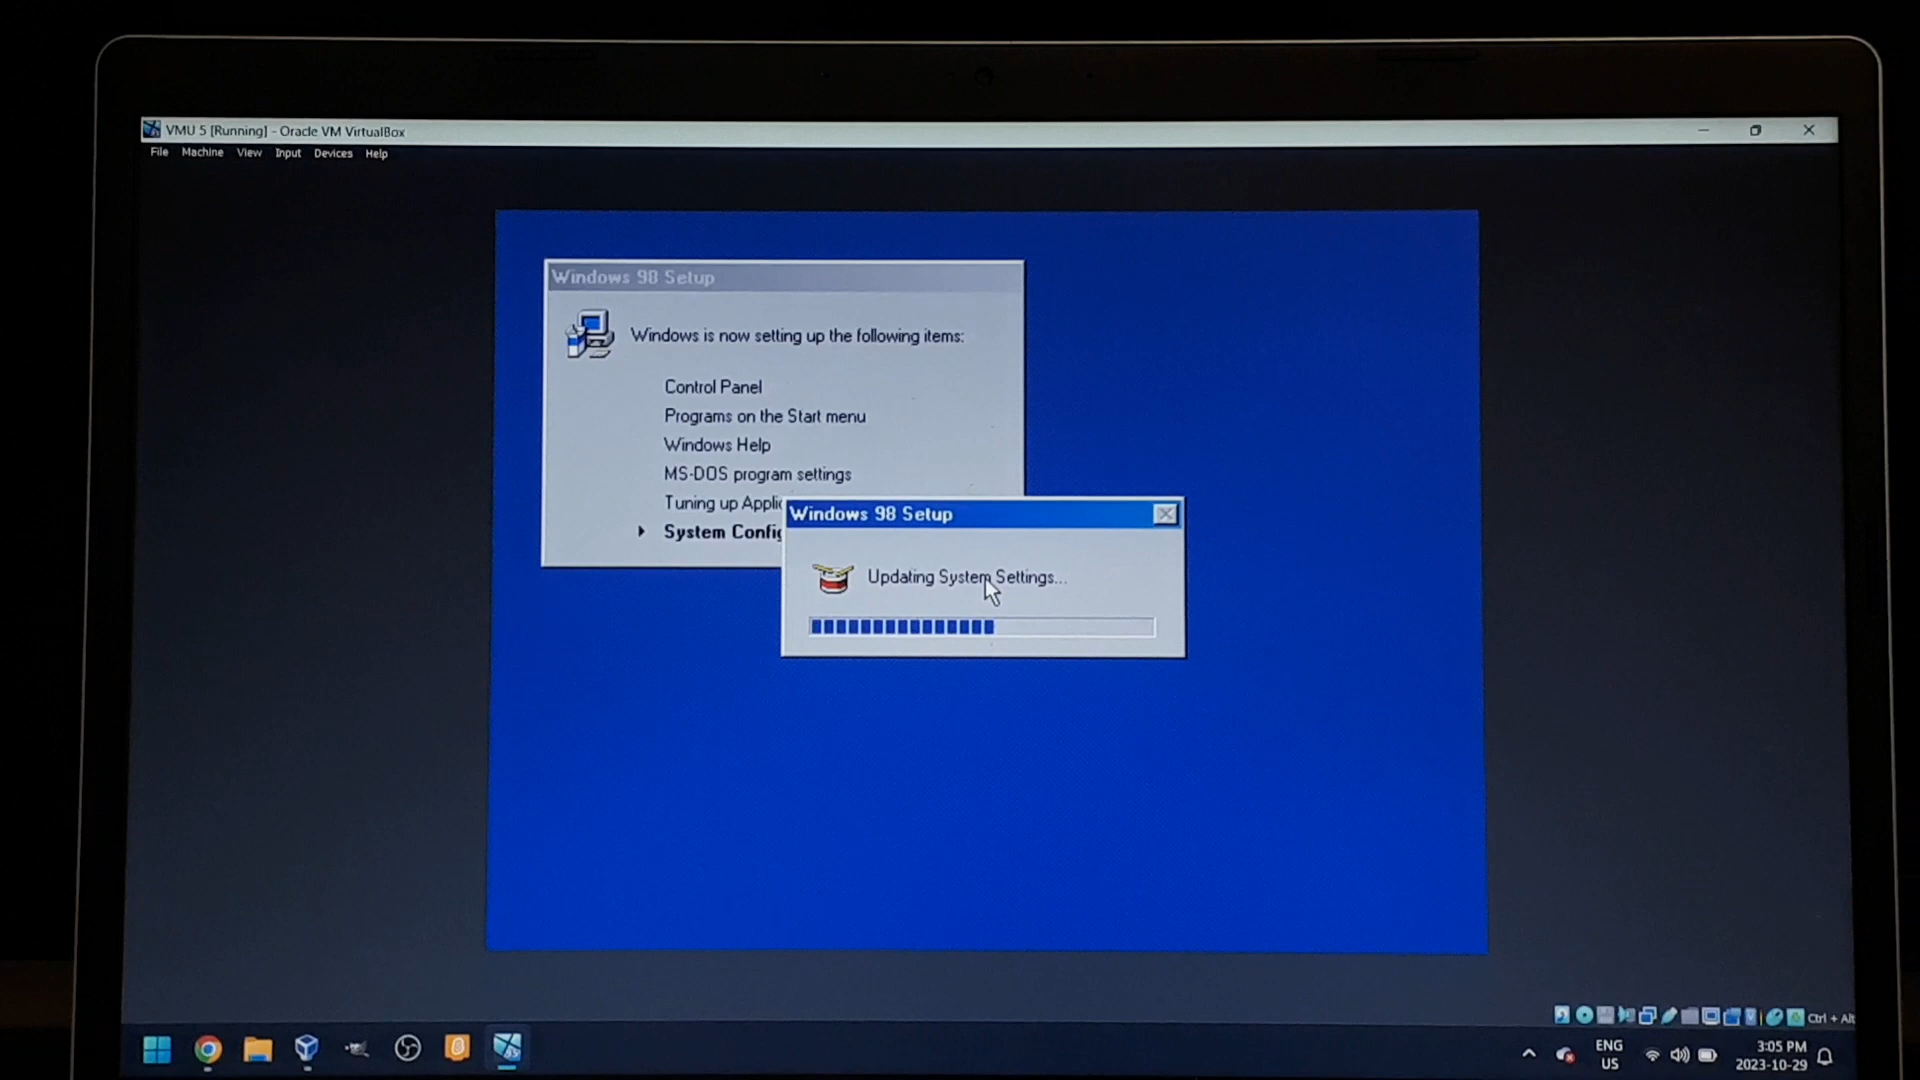 VMU 5 [Running] - Oracle VM VirtualBox
File Machine View Input Devices Help
Windows 98 Setup
Windows is now setting up the following items:
Control Panel
Programs on the Start menu
Windows Help
MS-DOS program settings
Tuning up Applic
System Config
Windows 98 Setup
Updating System Settings...
Ctrl + Alt
ENG
US
3:05 PM
2023-10-29